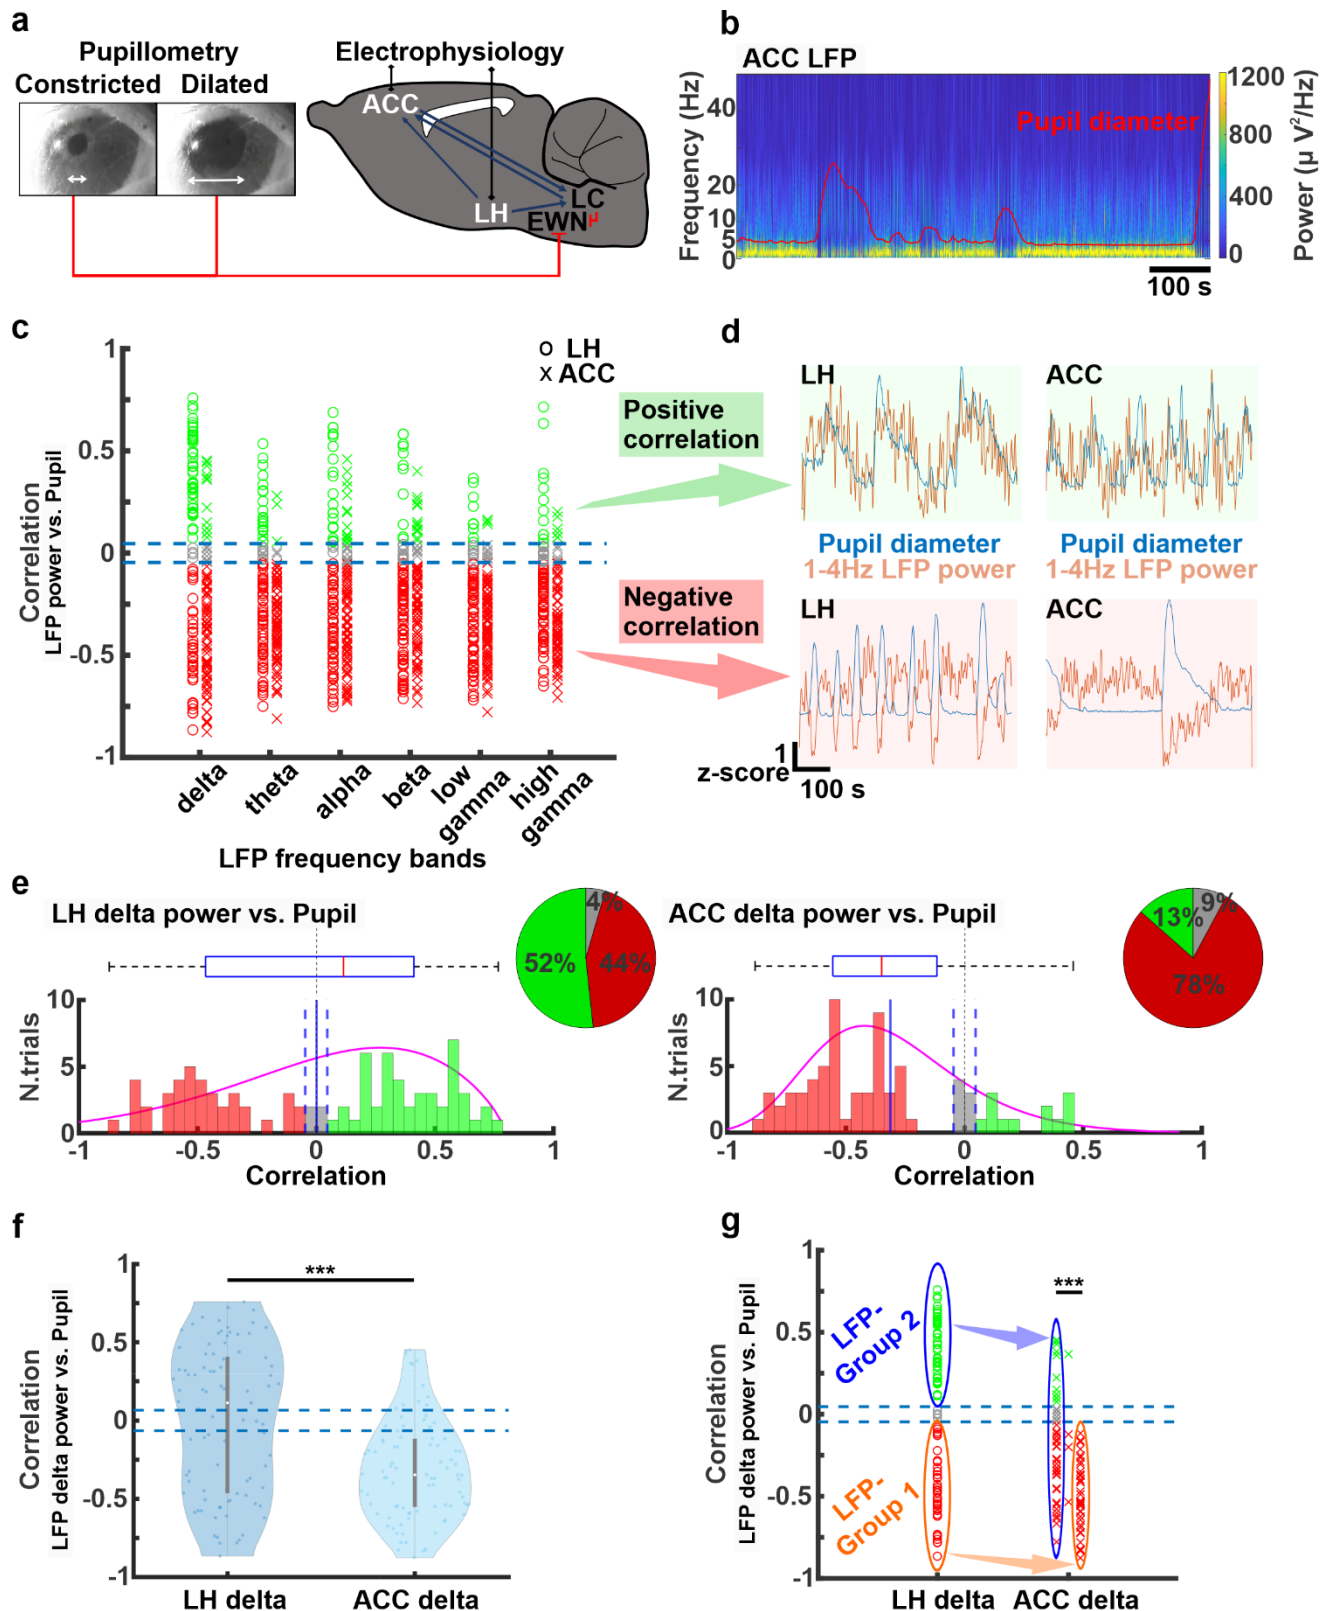 a
Pupillometry
Constricted Dilated
Electrophysiology
ACC
LH
LC
EWN
b
ACC LFP
Pupil diameter
Frequency (Hz)
40
20
10
5
0
1200
800
400
0
Power (µ V²/Hz)
100 s
c
Correlation
LFP power vs. Pupil
1
0.5
0
-0.5
-1
o LH
x ACC
delta
theta
alpha
beta
low
gamma
high
gamma
LFP frequency bands
Positive
correlation
Negative
correlation
d
LH
ACC
Pupil diameter
1-4Hz LFP power
Pupil diameter
1-4Hz LFP power
LH
ACC
1
z-score
100 s
e
LH delta power vs. Pupil
4%
52%
44%
N.trials
10
5
0
-1 -0.5 0 0.5 1
Correlation
ACC delta power vs. Pupil
9%
13%
78%
N.trials
10
5
0
-1 -0.5 0 0.5 1
Correlation
f
Correlation
LFP delta power vs. Pupil
1
0.5
0
-0.5
-1
***
LH delta ACC delta
g
Correlation
LFP delta power vs. Pupil
1
0.5
0
-0.5
-1
***
LFP-
Group 2
LFP-
Group 1
LH delta ACC delta